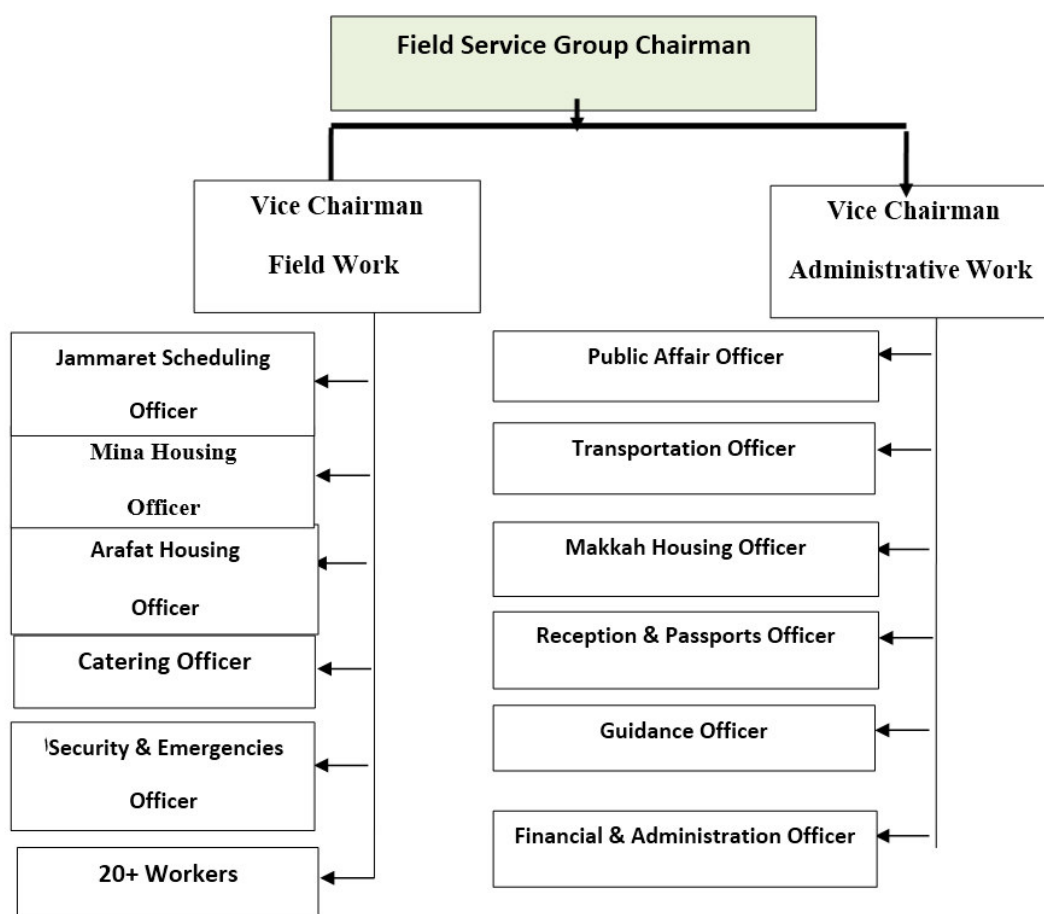 Field Service Group Chairman
Vice Chairman
Field Work
Vice Chairman
Administrative Work
Jammaret Scheduling
Officer
Mina Housing
Officer
Arafat Housing
Officer
Catering Officer
Security & Emergencies
Officer
20+ Workers
Public Affair Officer
Transportation Officer
Makkah Housing Officer
Reception & Passports Officer
Guidance Officer
Financial & Administration Officer